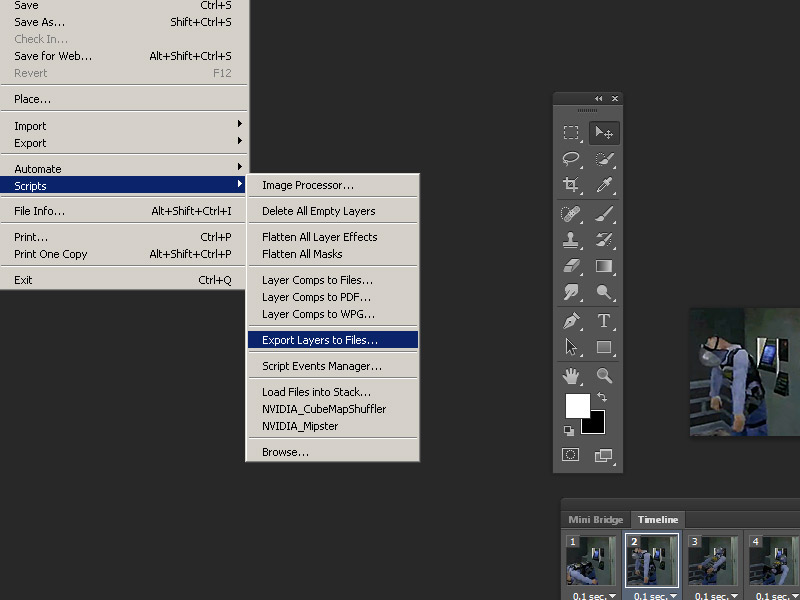 Save Ctrl+S
Save As... Shift+Ctrl+S
Check In...
Save for Web... Alt+Shift+Ctrl+S
Revert F12
Place...
Import
Export
Automate
Scripts
File Info... Alt+Shift+Ctrl+I
Print... Ctrl+P
Print One Copy Alt+Shift+Ctrl+P
Exit Ctrl+Q
Image Processor...
Delete All Empty Layers
Flatten All Layer Effects
Flatten All Masks
Layer Comps to Files...
Layer Comps to PDF...
Layer Comps to WPG...
Export Layers to Files...
Script Events Manager...
Load Files into Stack...
NVIDIA_CubeMapShuffler
NVIDIA_Mipster
Browse...
Mini Bridge Timeline
1 2 3 4
0.1 sec. 0.1 sec. 0.1 sec. 0.1 sec.